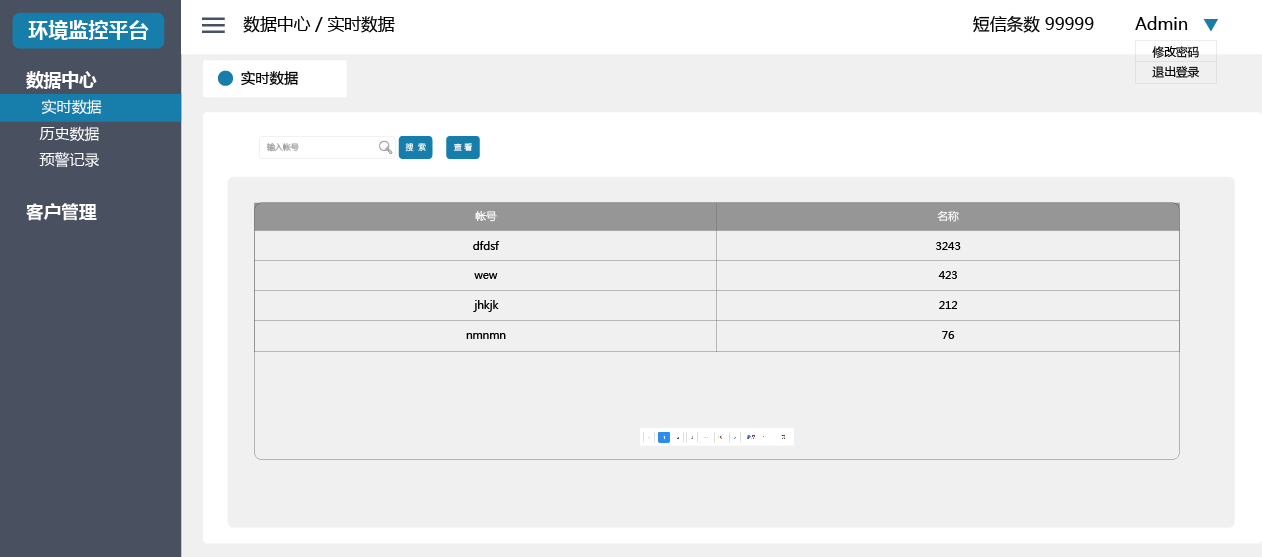 环境监控平台
数据中心 / 实时数据
短信条数 99999
Admin
修改密码
退出登录
数据中心
实时数据
历史数据
预警记录
客户管理
实时数据
输入帐号
搜 索
查 看
帐号 名称
dfdsf 3243
wew 423
jhkjk 212
nmnmn 76